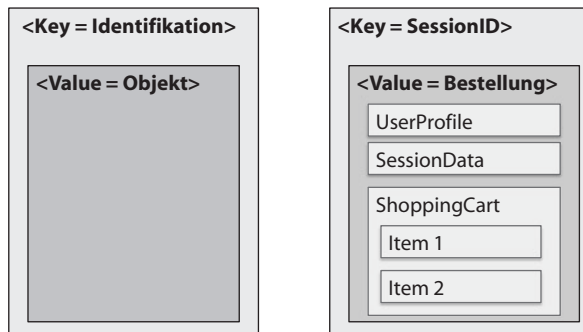 <Key = Identifikation>
<Value = Objekt>
<Key = SessionID>
<Value = Bestellung>
UserProfile
SessionData
ShoppingCart
Item 1
Item 2